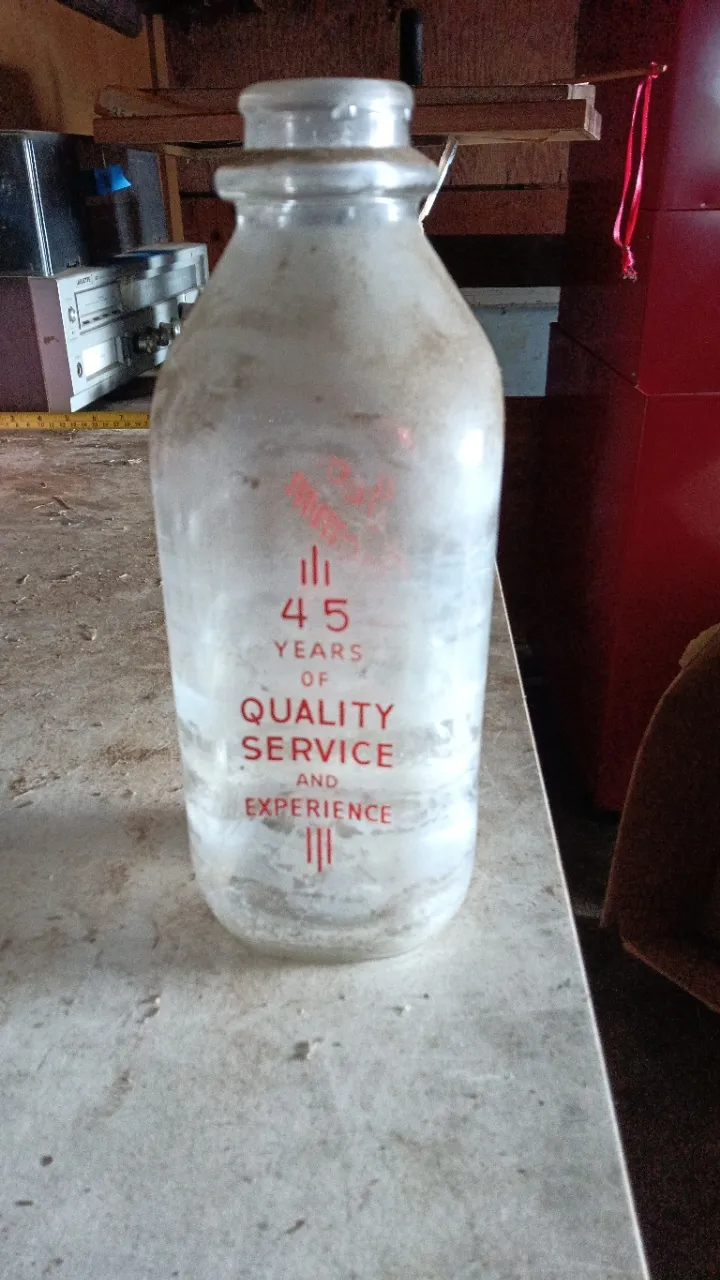 45
YEARS
OF
QUALITY
SERVICE
AND
EXPERIENCE